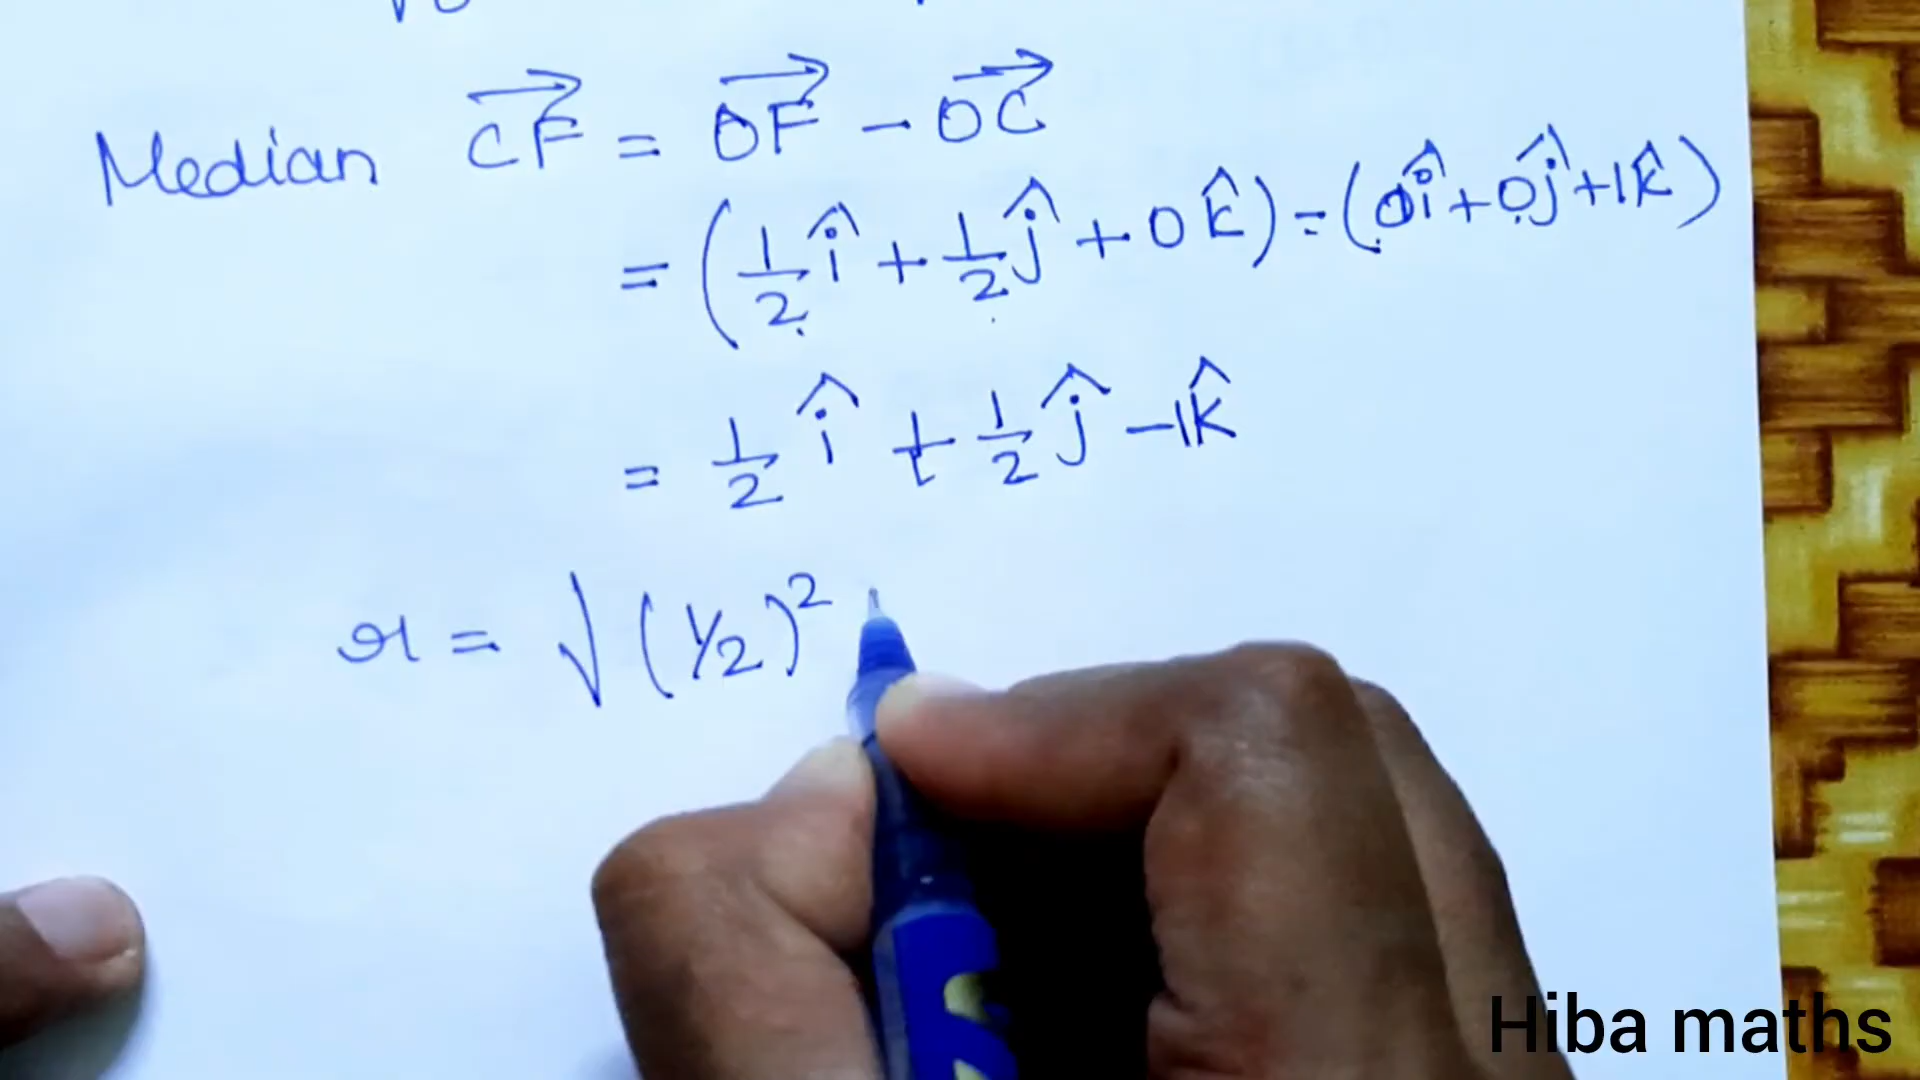 Median CF⃗ = OF⃗ − OC⃗
= (1/2 î + 1/2 ĵ + 0 k̂) − (0î + 0ĵ + 1k̂)
= 1/2 î + 1/2 ĵ − 1k̂
r = √(1/2)²
Hiba maths